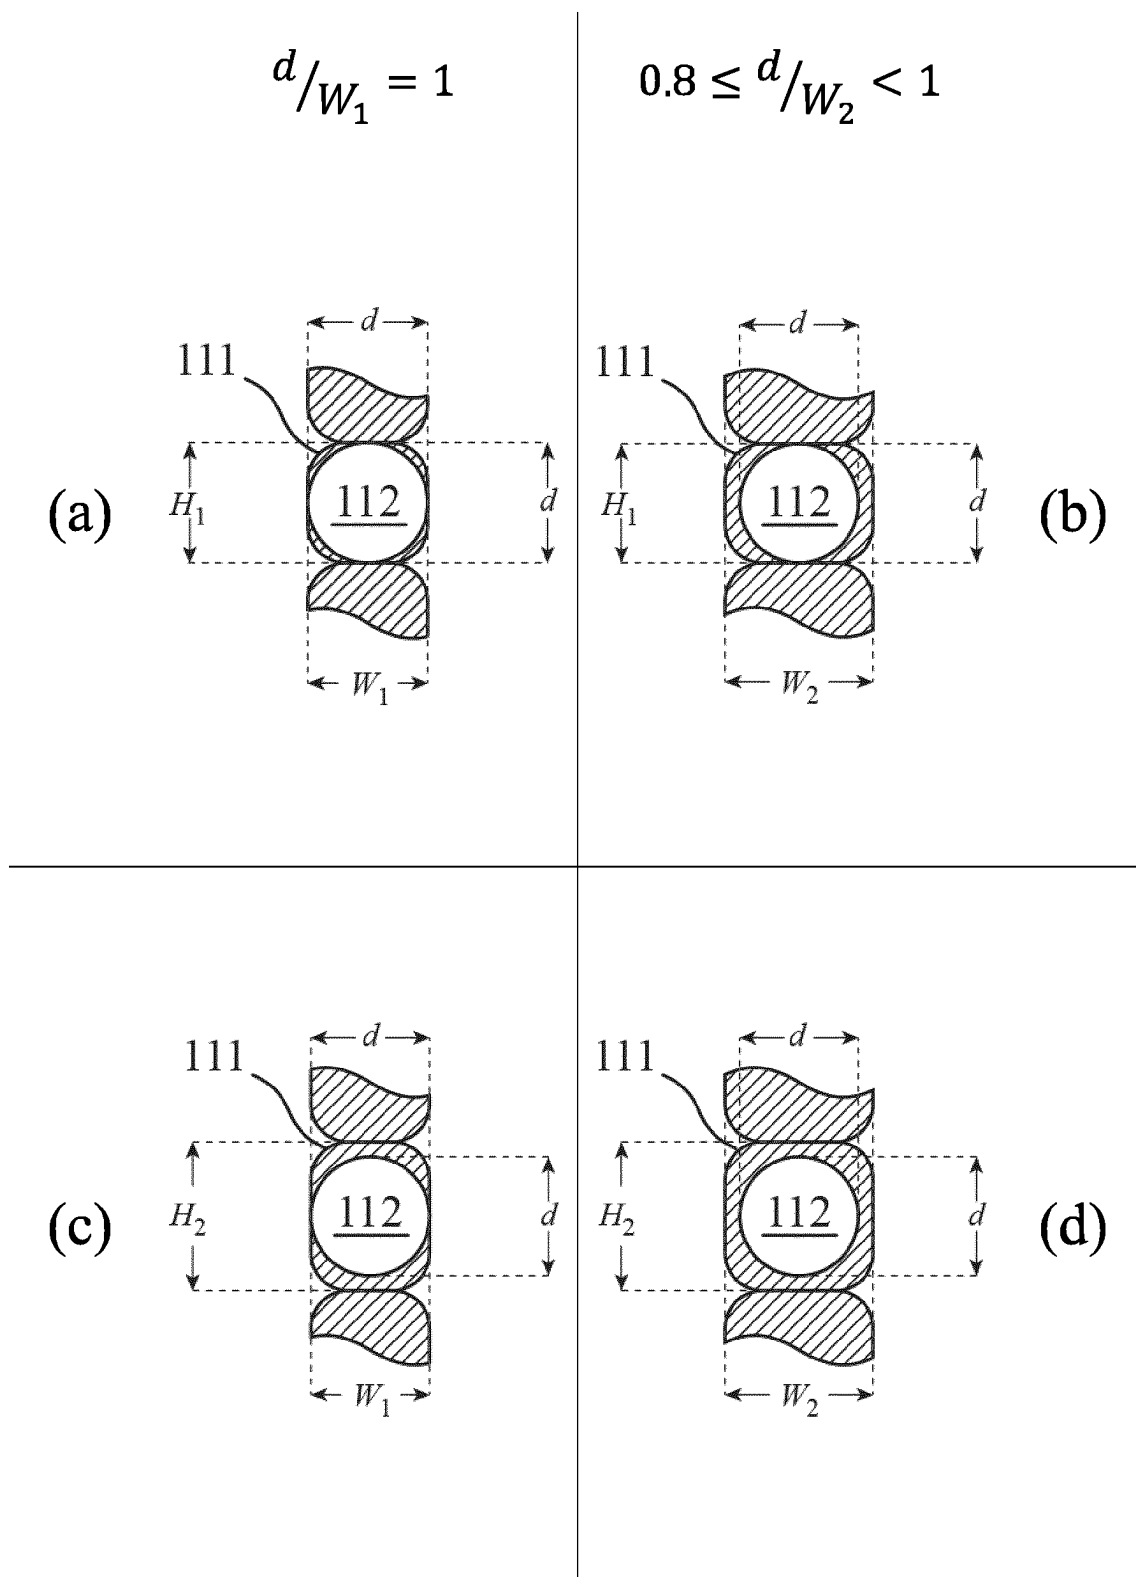 d/W₁ = 1
0.8 ≤ d/W₂ < 1
d
111
H₁
112
d
(a)
W₁
d
111
H₁
112
d
(b)
W₂
d
111
H₂
112
d
(c)
W₁
d
111
H₂
112
d
(d)
W₂